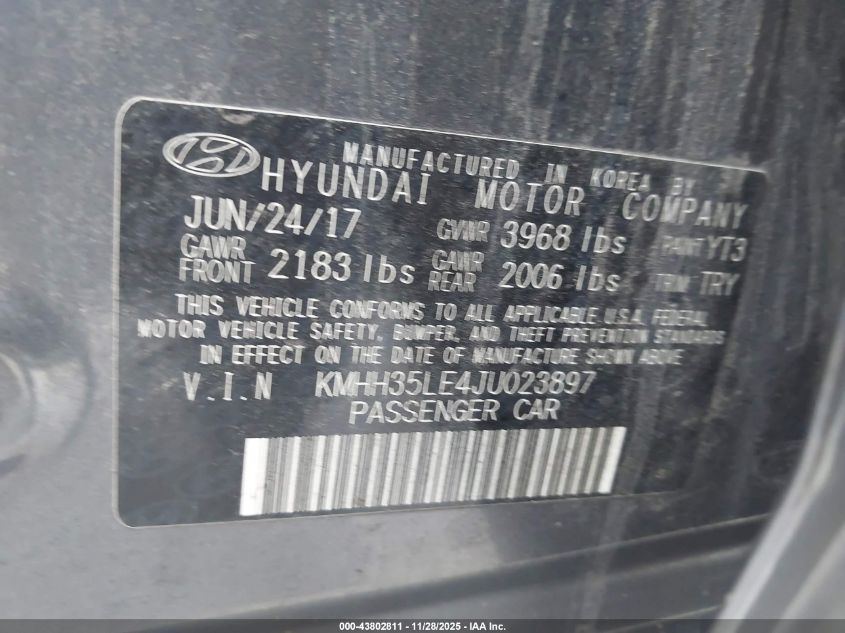 MANUFACTURED IN KOREA BY
HYUNDAI MOTOR COMPANY
JUN/24/17 GVWR 3968 lbs PAINT YT3
GAWR FRONT 2183 lbs GAWR REAR 2006 lbs TRIM TRY
THIS VEHICLE CONFORMS TO ALL APPLICABLE U.S.A. FEDERAL
MOTOR VEHICLE SAFETY, BUMPER, AND THEFT PREVENTION STANDARDS
IN EFFECT ON THE DATE OF MANUFACTURE SHOWN ABOVE
V.I.N KMHH35LE4JU023897
PASSENGER CAR
000-43802811 - 11/28/2025 - IAA Inc.